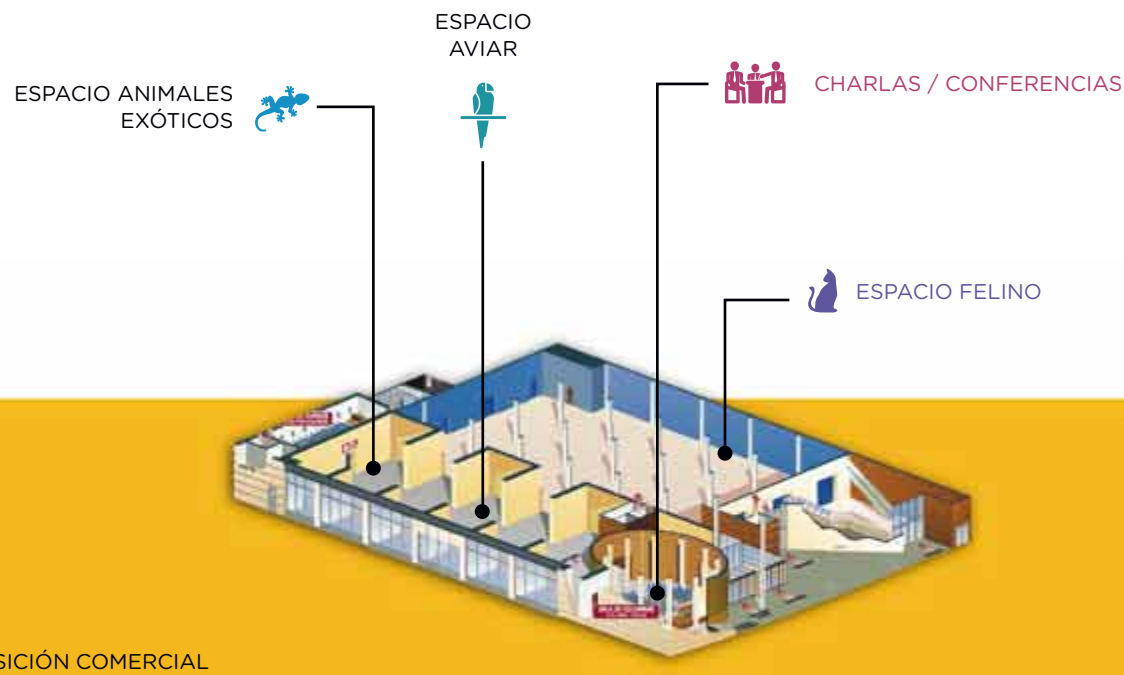 ESPACIO
AVIAR
ESPACIO ANIMALES
EXÓTICOS
CHARLAS / CONFERENCIAS
ESPACIO FELINO
SICIÓN COMERCIAL